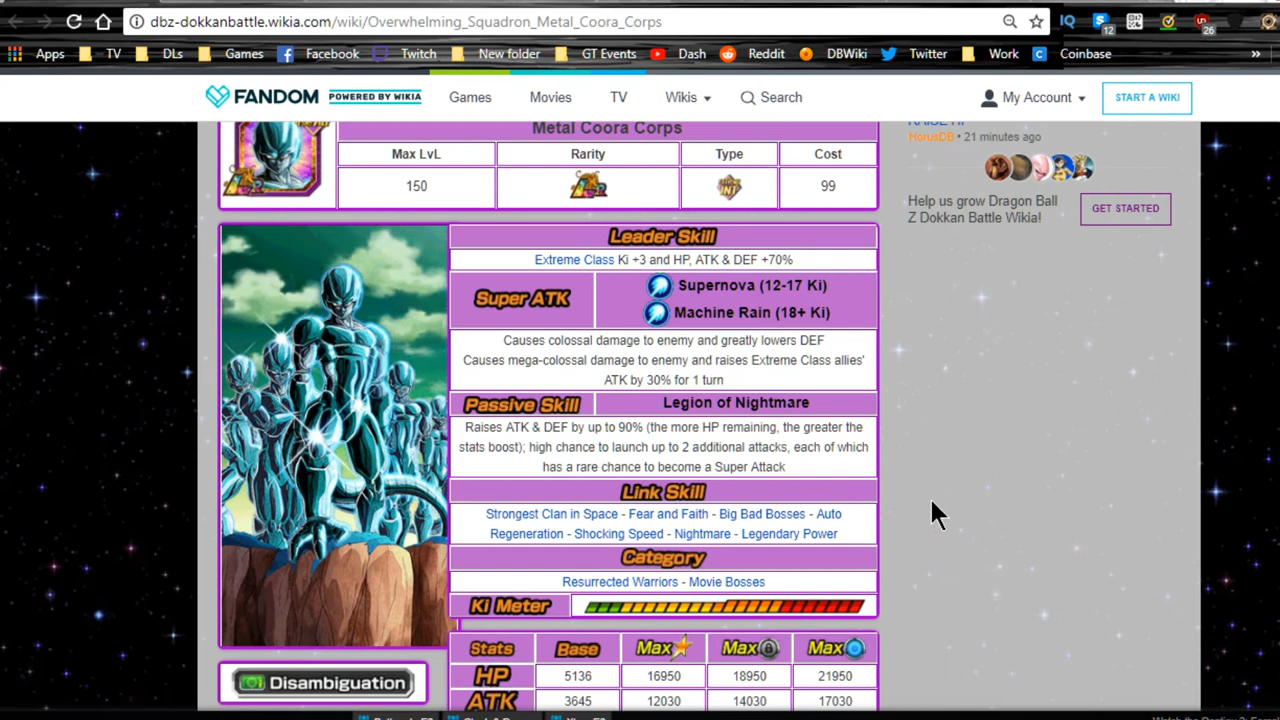 dbz-dokkanbattle.wikia.com/wiki/Overwhelming_Squadron_Metal_Coora_Corps
IQ 12 26
Apps TV DLs Games Facebook Twitch New folder GT Events Dash Reddit DBWiki Twitter Work Coinbase »
FANDOM POWERED BY WIKIA Games Movies TV Wikis Search My Account START A WIKI
Metal Coora Corps
Max LvL Rarity Type Cost
150 LR INT 99
HorusDB • 21 minutes ago
Help us grow Dragon Ball
Z Dokkan Battle Wikia!
GET STARTED
Leader Skill
Extreme Class Ki +3 and HP, ATK & DEF +70%
Super ATK
Supernova (12-17 Ki)
Machine Rain (18+ Ki)
Causes colossal damage to enemy and greatly lowers DEF
Causes mega-colossal damage to enemy and raises Extreme Class allies'
ATK by 30% for 1 turn
Passive Skill Legion of Nightmare
Raises ATK & DEF by up to 90% (the more HP remaining, the greater the
stats boost); high chance to launch up to 2 additional attacks, each of which
has a rare chance to become a Super Attack
Link Skill
Strongest Clan in Space - Fear and Faith - Big Bad Bosses - Auto
Regeneration - Shocking Speed - Nightmare - Legendary Power
Category
Resurrected Warriors - Movie Bosses
Ki Meter
Stats Base Max Max Max
HP 5136 16950 18950 21950
ATK 3645 12030 14030 17030
Disambiguation